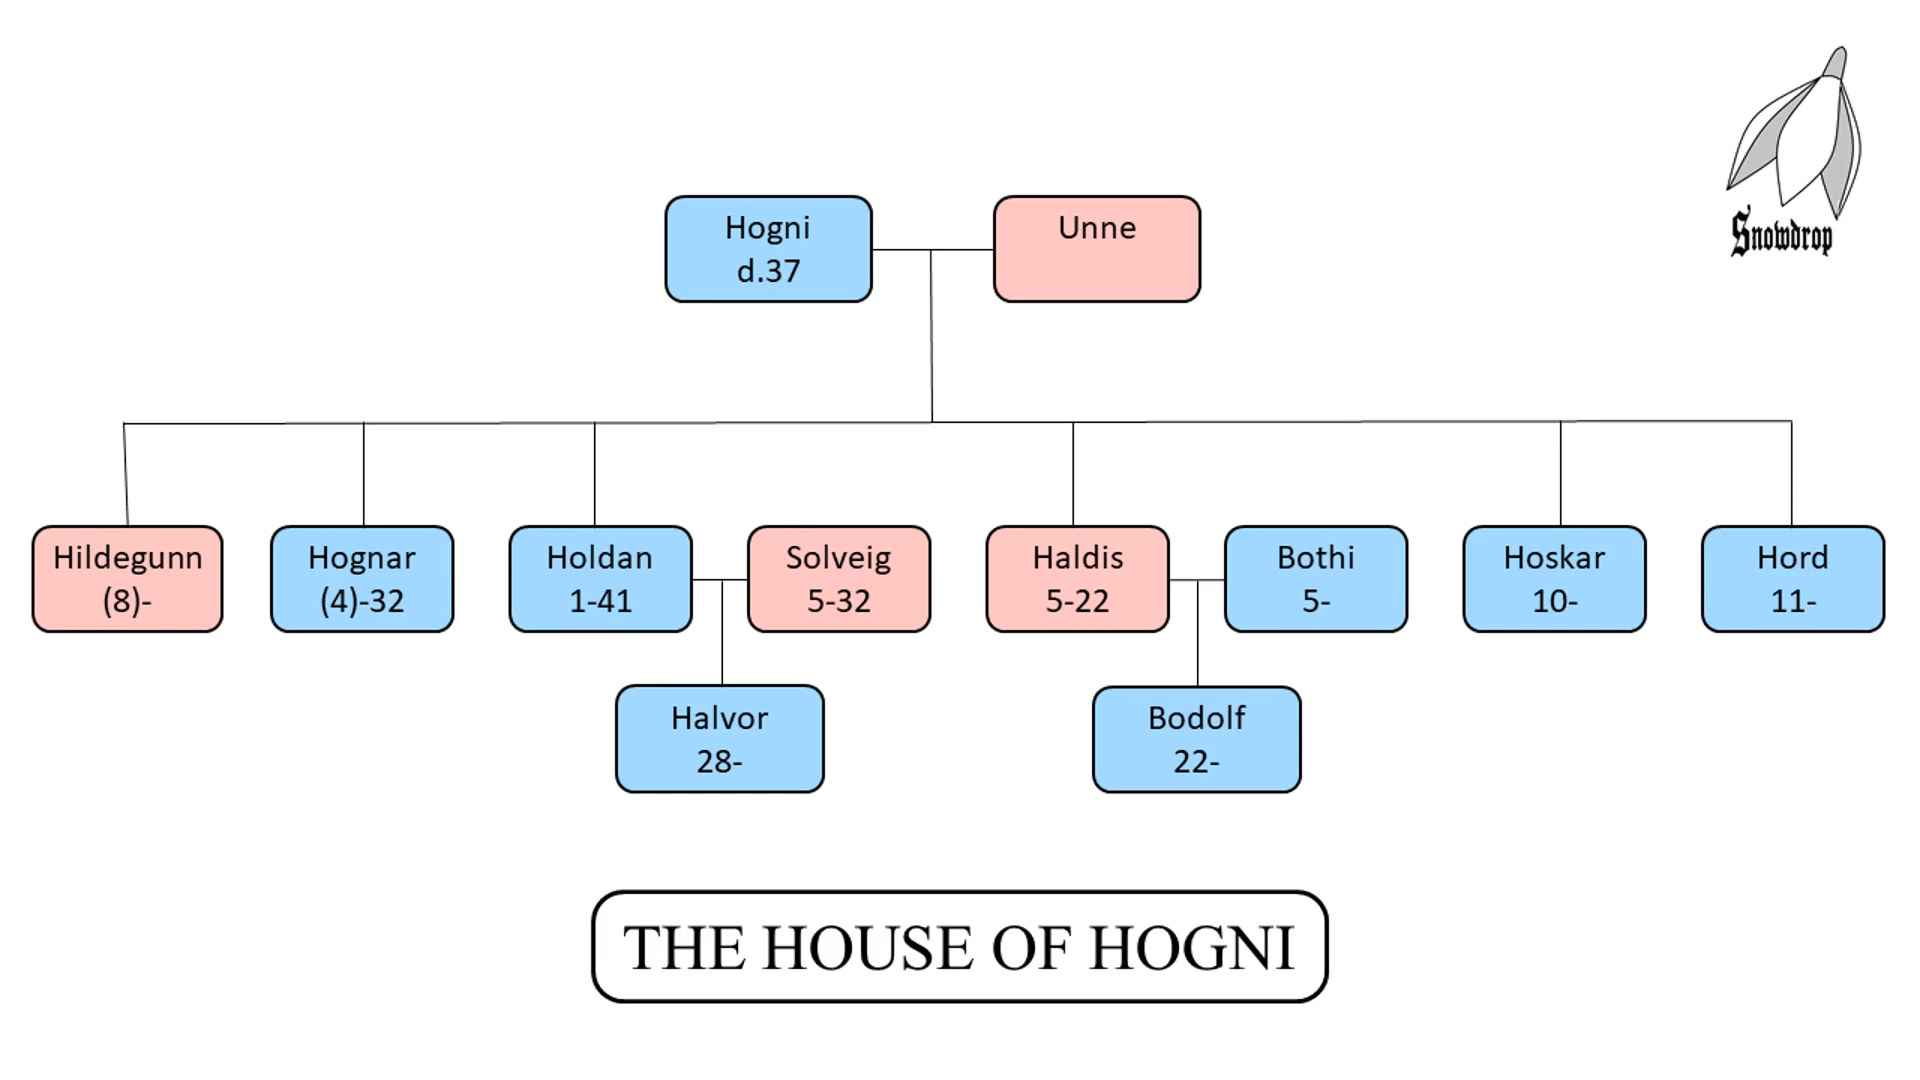 Snowdrop
Hogni
d.37
Unne
Hildegunn
(8)-
Hognar
(4)-32
Holdan
1-41
Solveig
5-32
Haldis
5-22
Bothi
5-
Hoskar
10-
Hord
11-
Halvor
28-
Bodolf
22-
THE HOUSE OF HOGNI